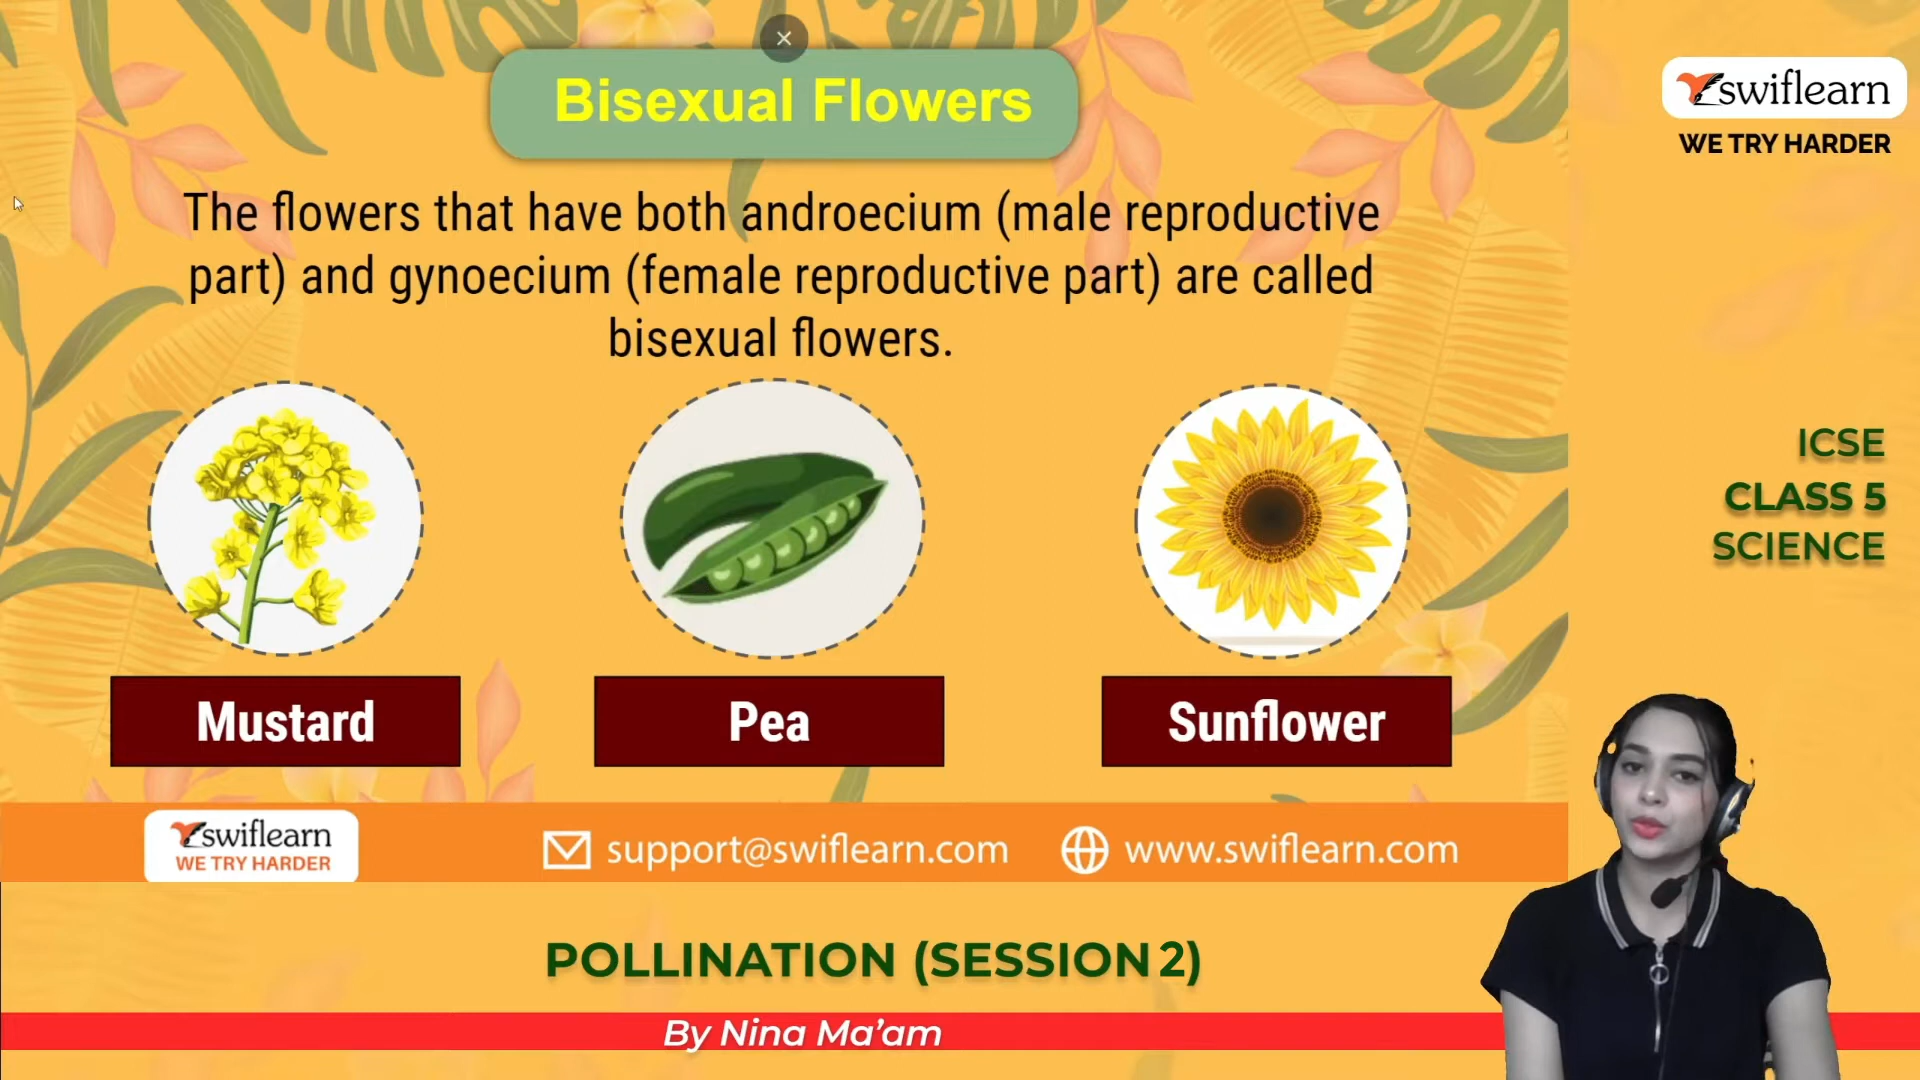 Bisexual Flowers
swiflearn
WE TRY HARDER
The flowers that have both androecium (male reproductive
part) and gynoecium (female reproductive part) are called
bisexual flowers.
ICSE
CLASS 5
SCIENCE
Mustard
Pea
Sunflower
swiflearn
WE TRY HARDER
support@swiflearn.com
www.swiflearn.com
POLLINATION (SESSION 2)
By Nina Ma’am